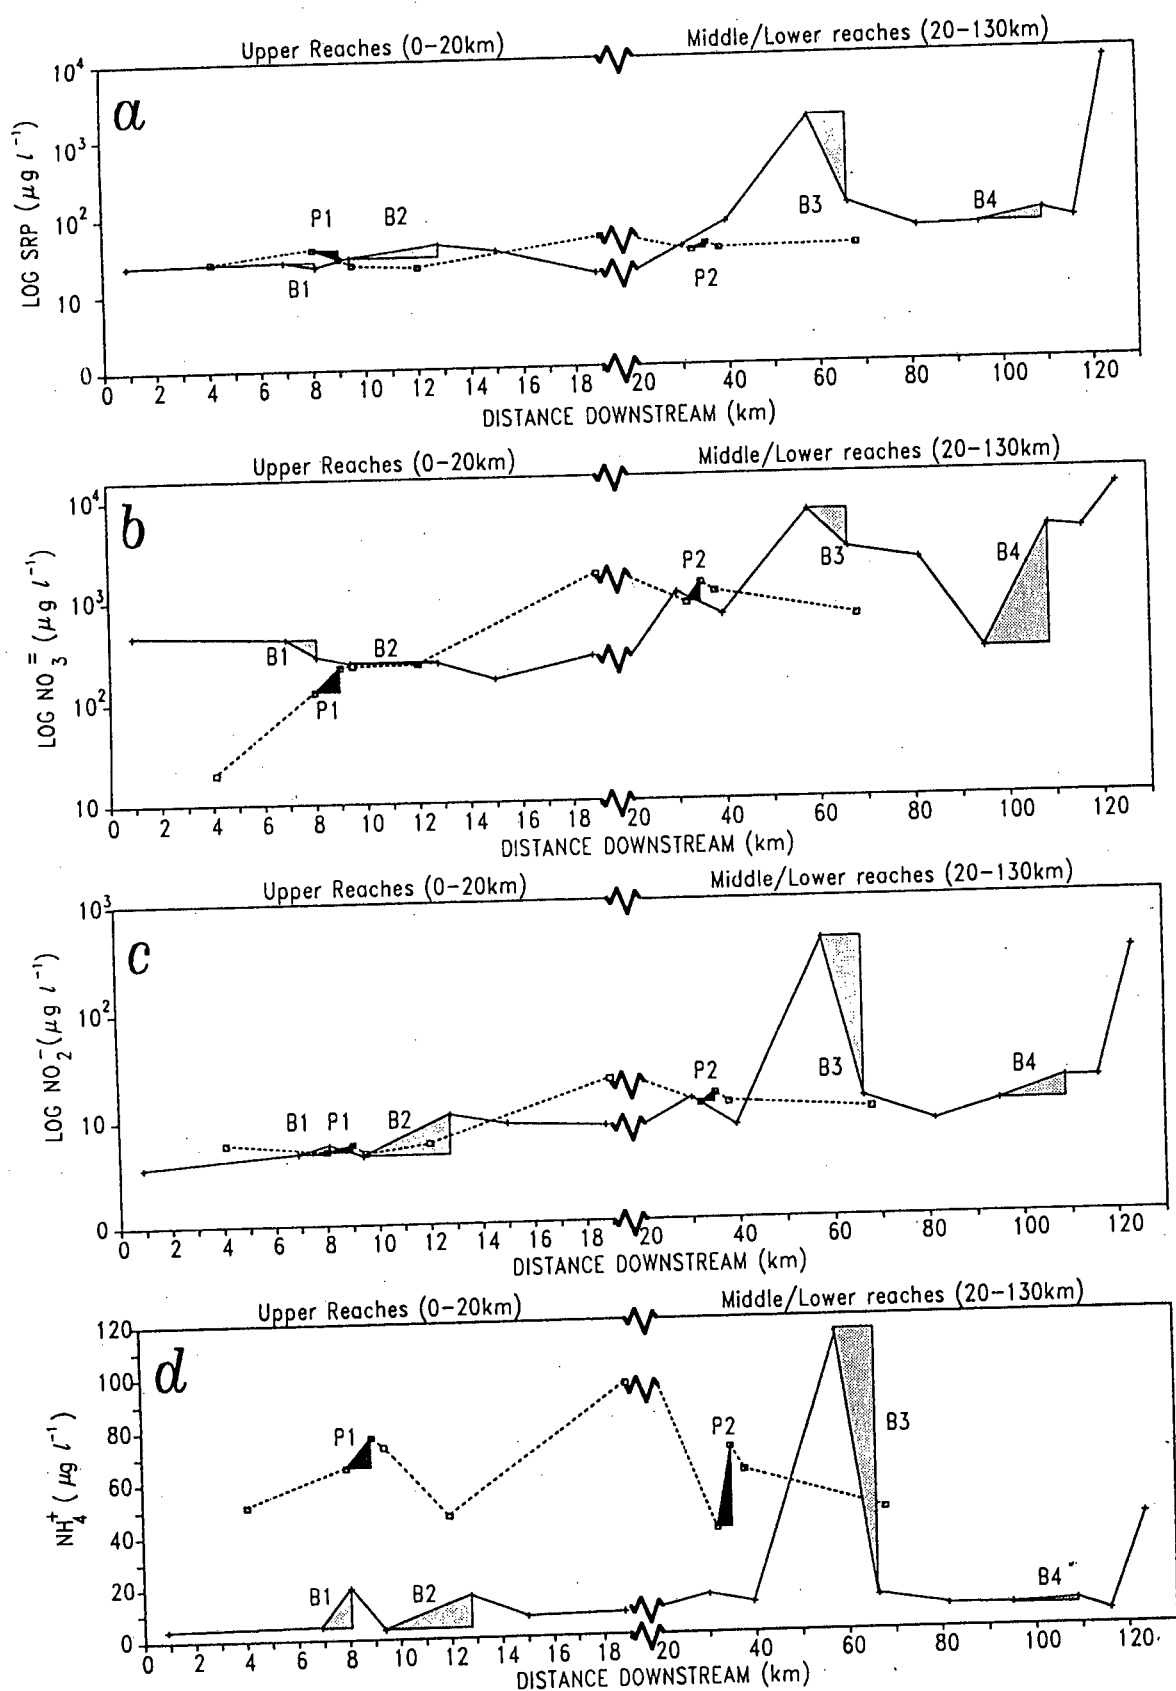 Upper Reaches (0-20km) Middle/Lower reaches (20-130km)
a
LOG SRP (μg l⁻¹)
10⁴
10³
10²
10
0
P1 B2 B1 B3 B4 P2
0 2 4 6 8 10 12 14 16 18 20 40 60 80 100 120
DISTANCE DOWNSTREAM (km)
Upper Reaches (0-20km) Middle/Lower reaches (20-130km)
b
LOG NO₃⁼ (μg l⁻¹)
10⁴
10³
10²
10
B1 B2 P1 P2 B3 B4
0 2 4 6 8 10 12 14 16 18 20 40 60 80 100 120
DISTANCE DOWNSTREAM (km)
Upper Reaches (0-20km) Middle/Lower reaches (20-130km)
c
LOG NO₂⁻ (μg l⁻¹)
10³
10²
10
0
B1 P1 B2 P2 B3 B4
0 2 4 6 8 10 12 14 16 18 20 40 60 80 100 120
DISTANCE DOWNSTREAM (km)
Upper Reaches (0-20km) Middle/Lower reaches (20-130km)
d
NH₄⁺ (μg l⁻¹)
120
100
80
60
40
20
0
P1 B1 B2 P2 B3 B4
0 2 4 6 8 10 12 14 16 18 20 40 60 80 100 120
DISTANCE DOWNSTREAM (km)